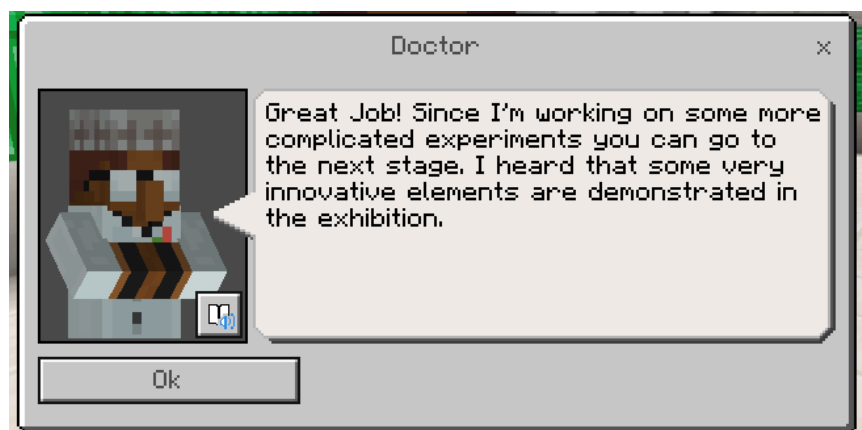 Doctor
x
Great Job! Since I'm working on some more
complicated experiments you can go to
the next stage. I heard that some very
innovative elements are demonstrated in
the exhibition.
Ok